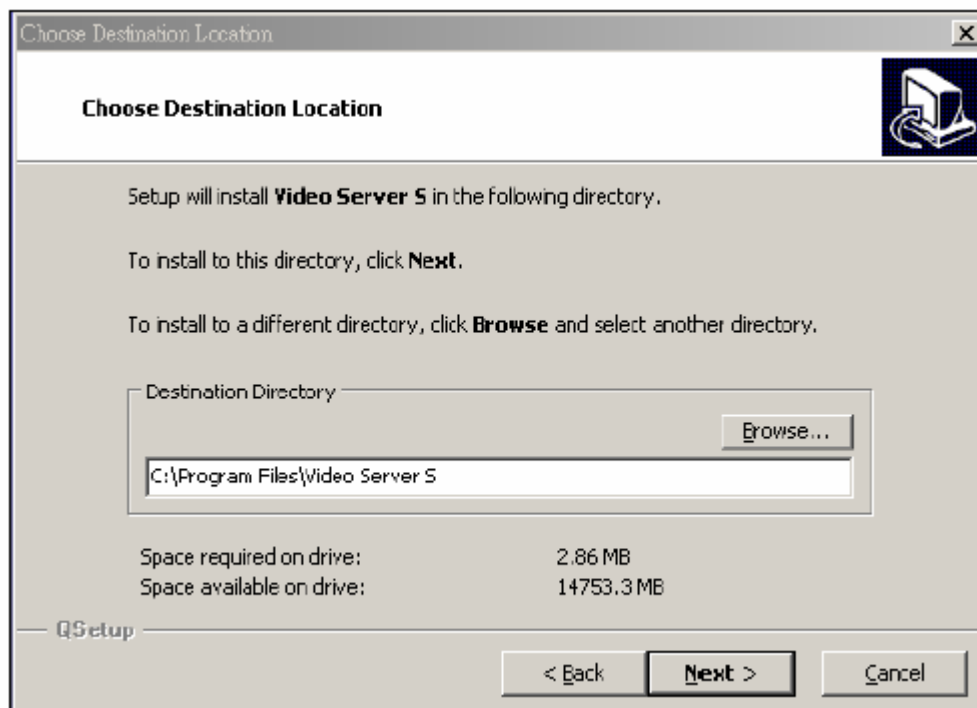 Choose Destination Location
Choose Destination Location
Setup will install Video Server S in the following directory.
To install to this directory, click Next.
To install to a different directory, click Browse and select another directory.
Destination Directory
Browse...
C:\Program Files\Video Server S
Space required on drive: 2.86 MB
Space available on drive: 14753.3 MB
QSetup
< Back Next > Cancel